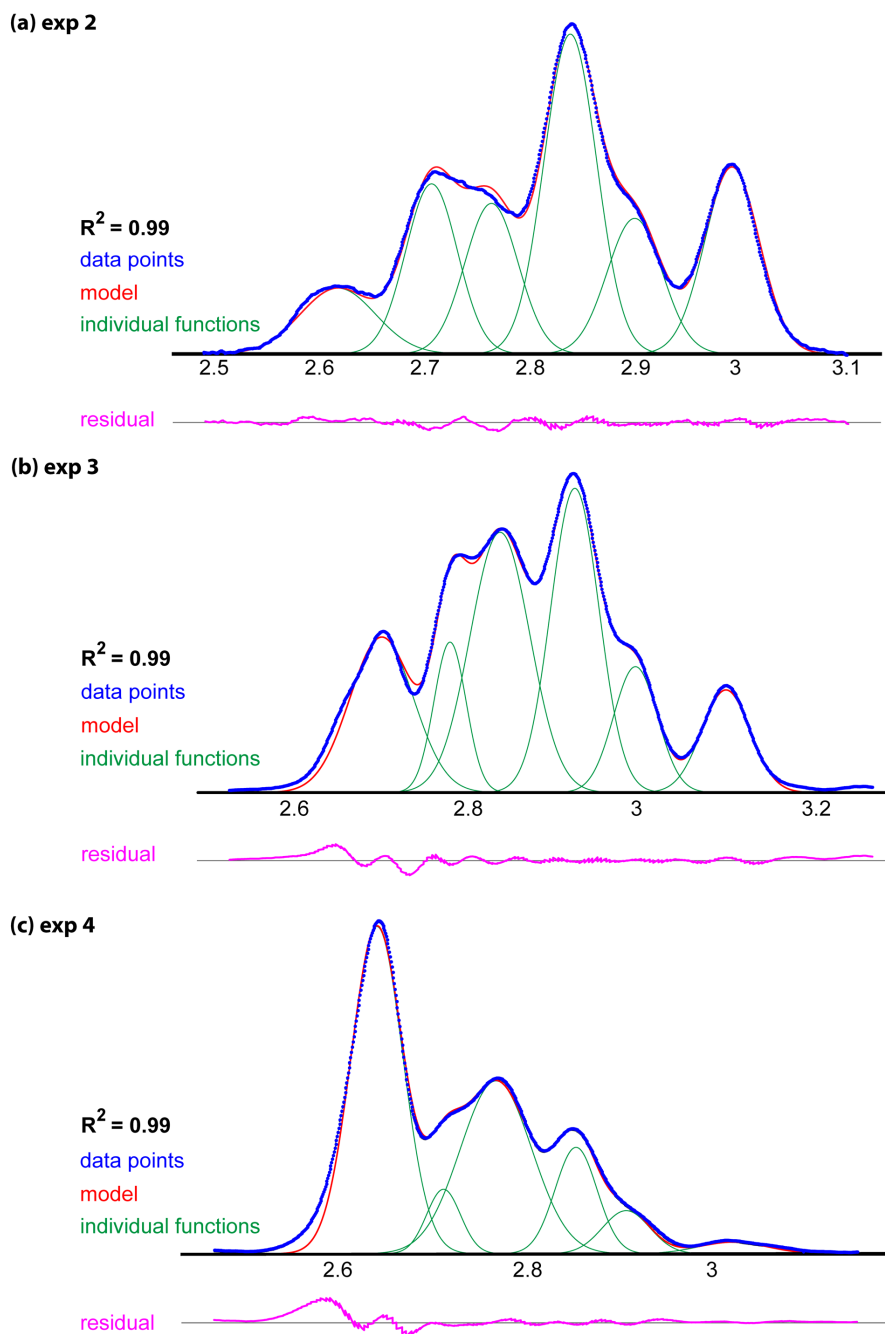 (a) exp 2
R² = 0.99
data points
model
individual functions
2.5 2.6 2.7 2.8 2.9 3 3.1
residual
(b) exp 3
R² = 0.99
data points
model
individual functions
2.6 2.8 3 3.2
residual
(c) exp 4
R² = 0.99
data points
model
individual functions
2.6 2.8 3
residual